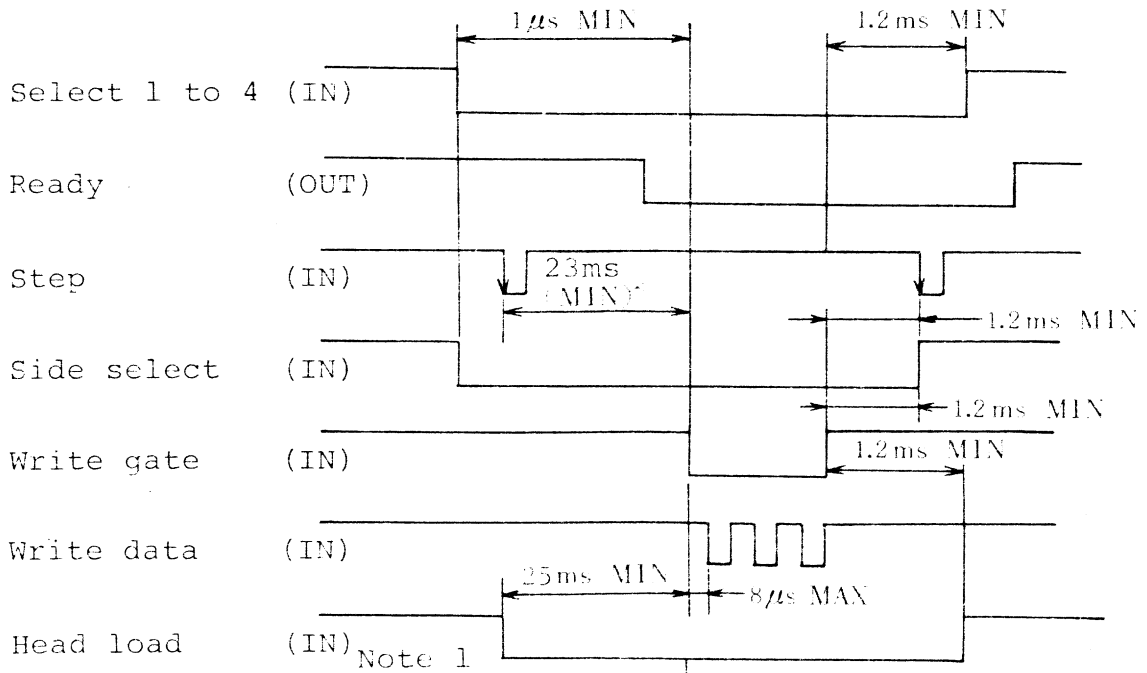 1μs MIN
1.2ms MIN
Select 1 to 4 (IN)
Ready (OUT)
Step (IN)
23ms
(MIN)
1.2ms MIN
Side select (IN)
1.2ms MIN
Write gate (IN)
1.2ms MIN
Write data (IN)
25ms MIN
8μs MAX
Head load (IN)
Note 1